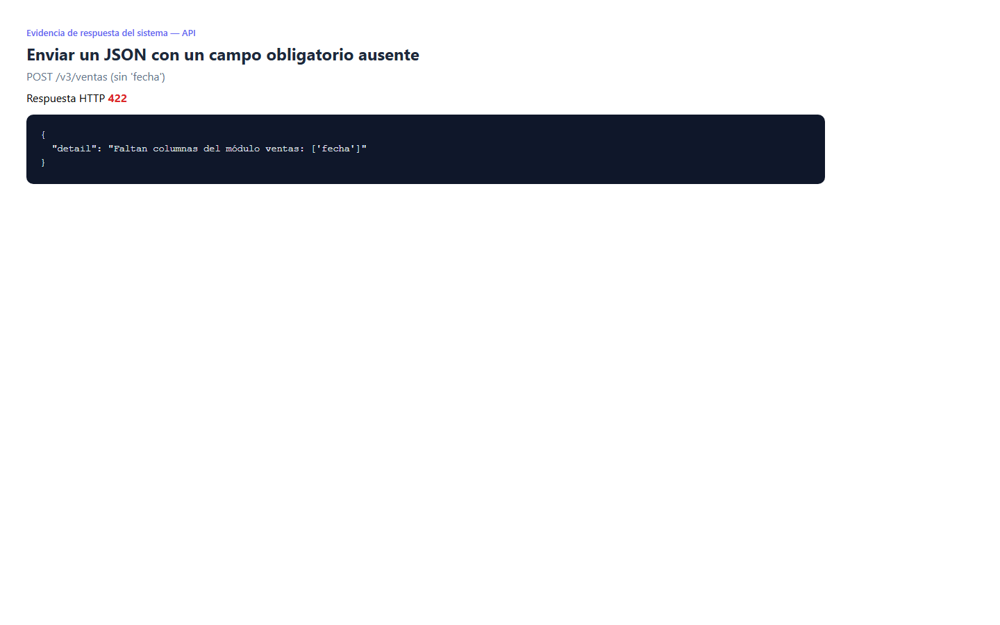 Evidencia de respuesta del sistema — API
Enviar un JSON con un campo obligatorio ausente
POST /v3/ventas (sin 'fecha')
Respuesta HTTP 422
{
  "detail": "Faltan columnas del módulo ventas: ['fecha']"
}